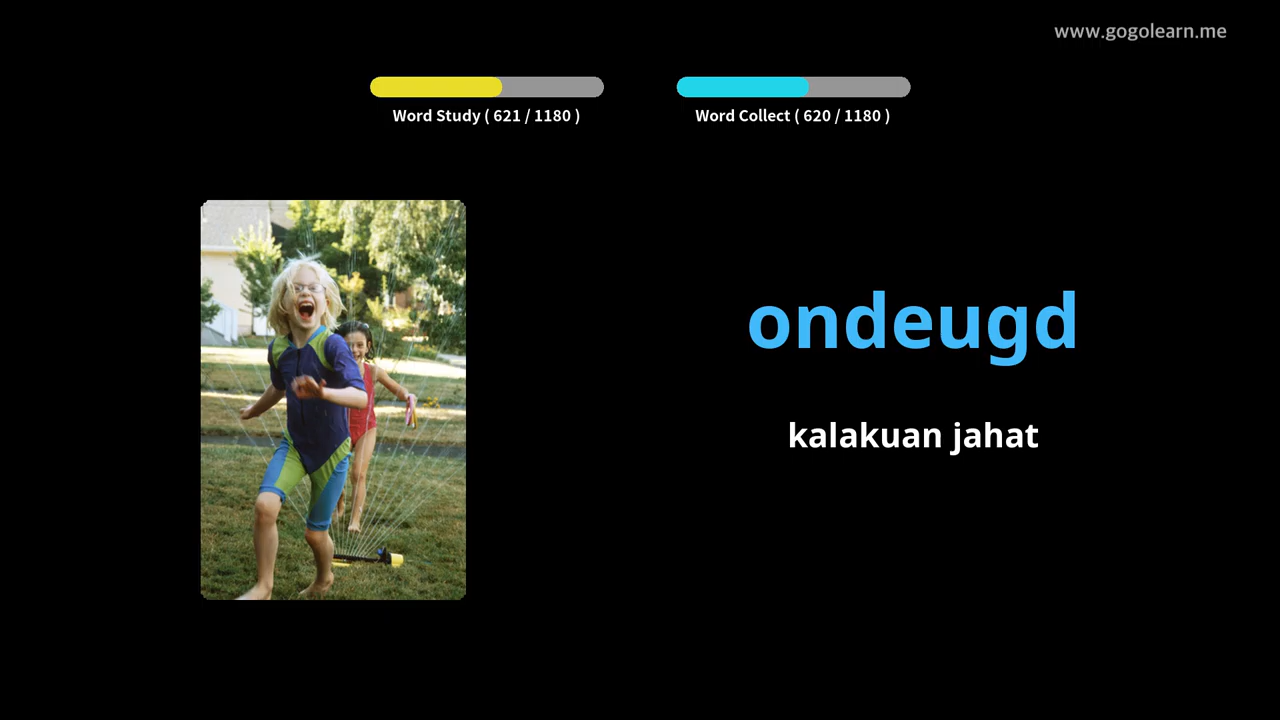 www.gogolearn.me
Word Study ( 621 / 1180 )
Word Collect ( 620 / 1180 )
ondeugd
kalakuan jahat